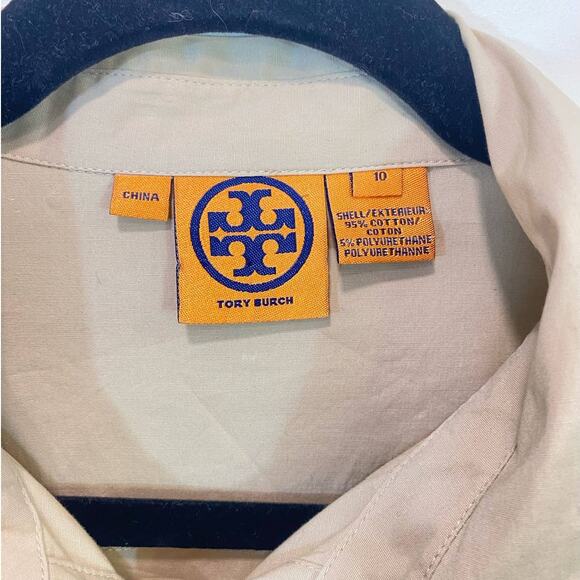 CHINA
TORY BURCH
10
SHELL/EXTERIEUR:
95% COTTON/
COTON
5% POLYURETHANE
POLYURETHANNE